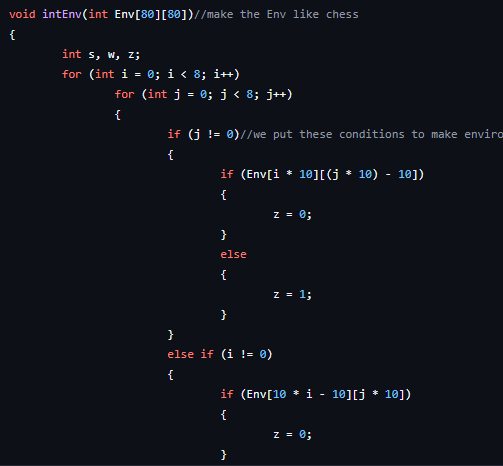 void intEnv(int Env[80][80])//make the Env like chess
{
int s, w, z;
for (int i = 0; i < 8; i++)
for (int j = 0; j < 8; j++)
{
if (j != 0)//we put these conditions to make enviro
{
if (Env[i * 10][(j * 10) - 10])
{
z = 0;
}
else
{
z = 1;
}
}
else if (i != 0)
{
if (Env[10 * i - 10][j * 10])
{
z = 0;
}